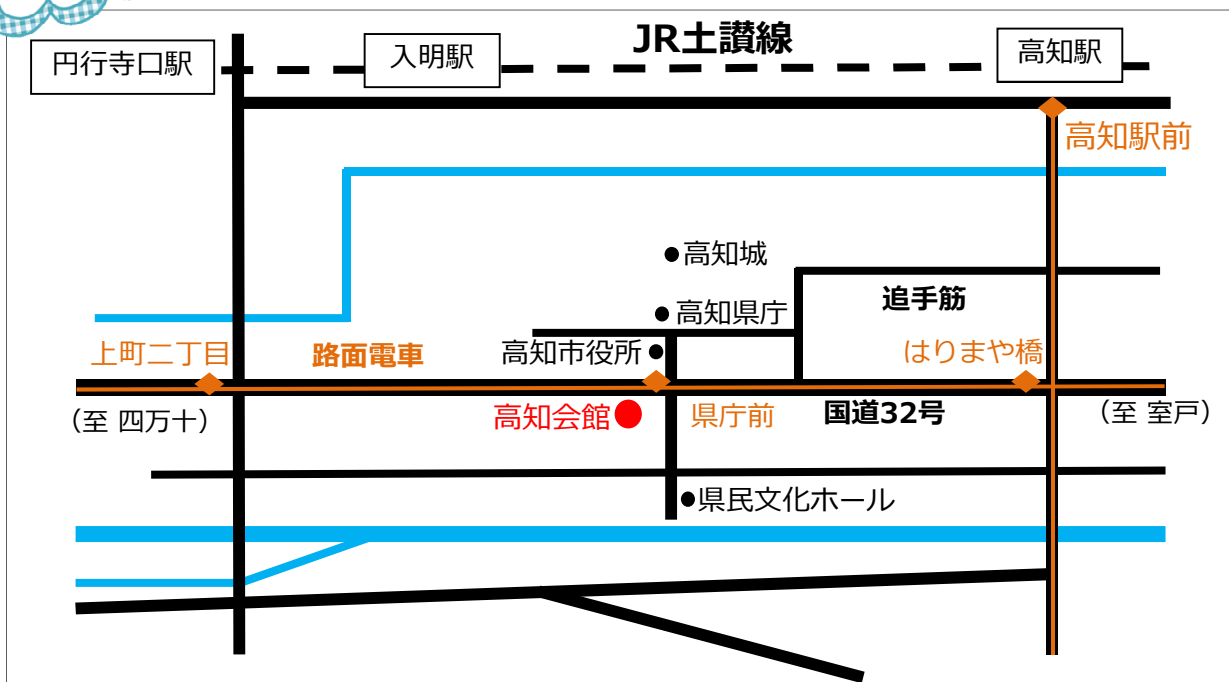 JR土讃線
円行寺口駅
入明駅
高知駅
高知駅前
高知城
高知県庁
追手筋
上町二丁目
路面電車
高知市役所
はりまや橋
(至 四万十)
高知会館
県庁前
国道32号
(至 室戸)
県民文化ホール